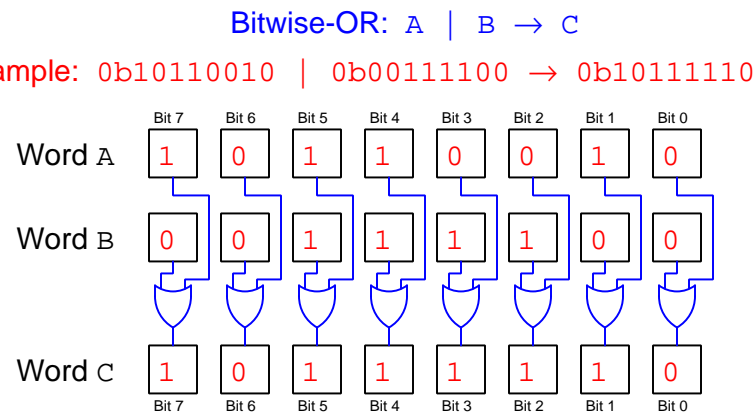 Bitwise-OR: A | B → C
ample: 0b10110010 | 0b00111100 → 0b10111110
Bit 7 Bit 6 Bit 5 Bit 4 Bit 3 Bit 2 Bit 1 Bit 0
Word A 1 0 1 1 0 0 1 0
Word B 0 0 1 1 1 1 0 0
Word C 1 0 1 1 1 1 1 0
Bit 7 Bit 6 Bit 5 Bit 4 Bit 3 Bit 2 Bit 1 Bit 0